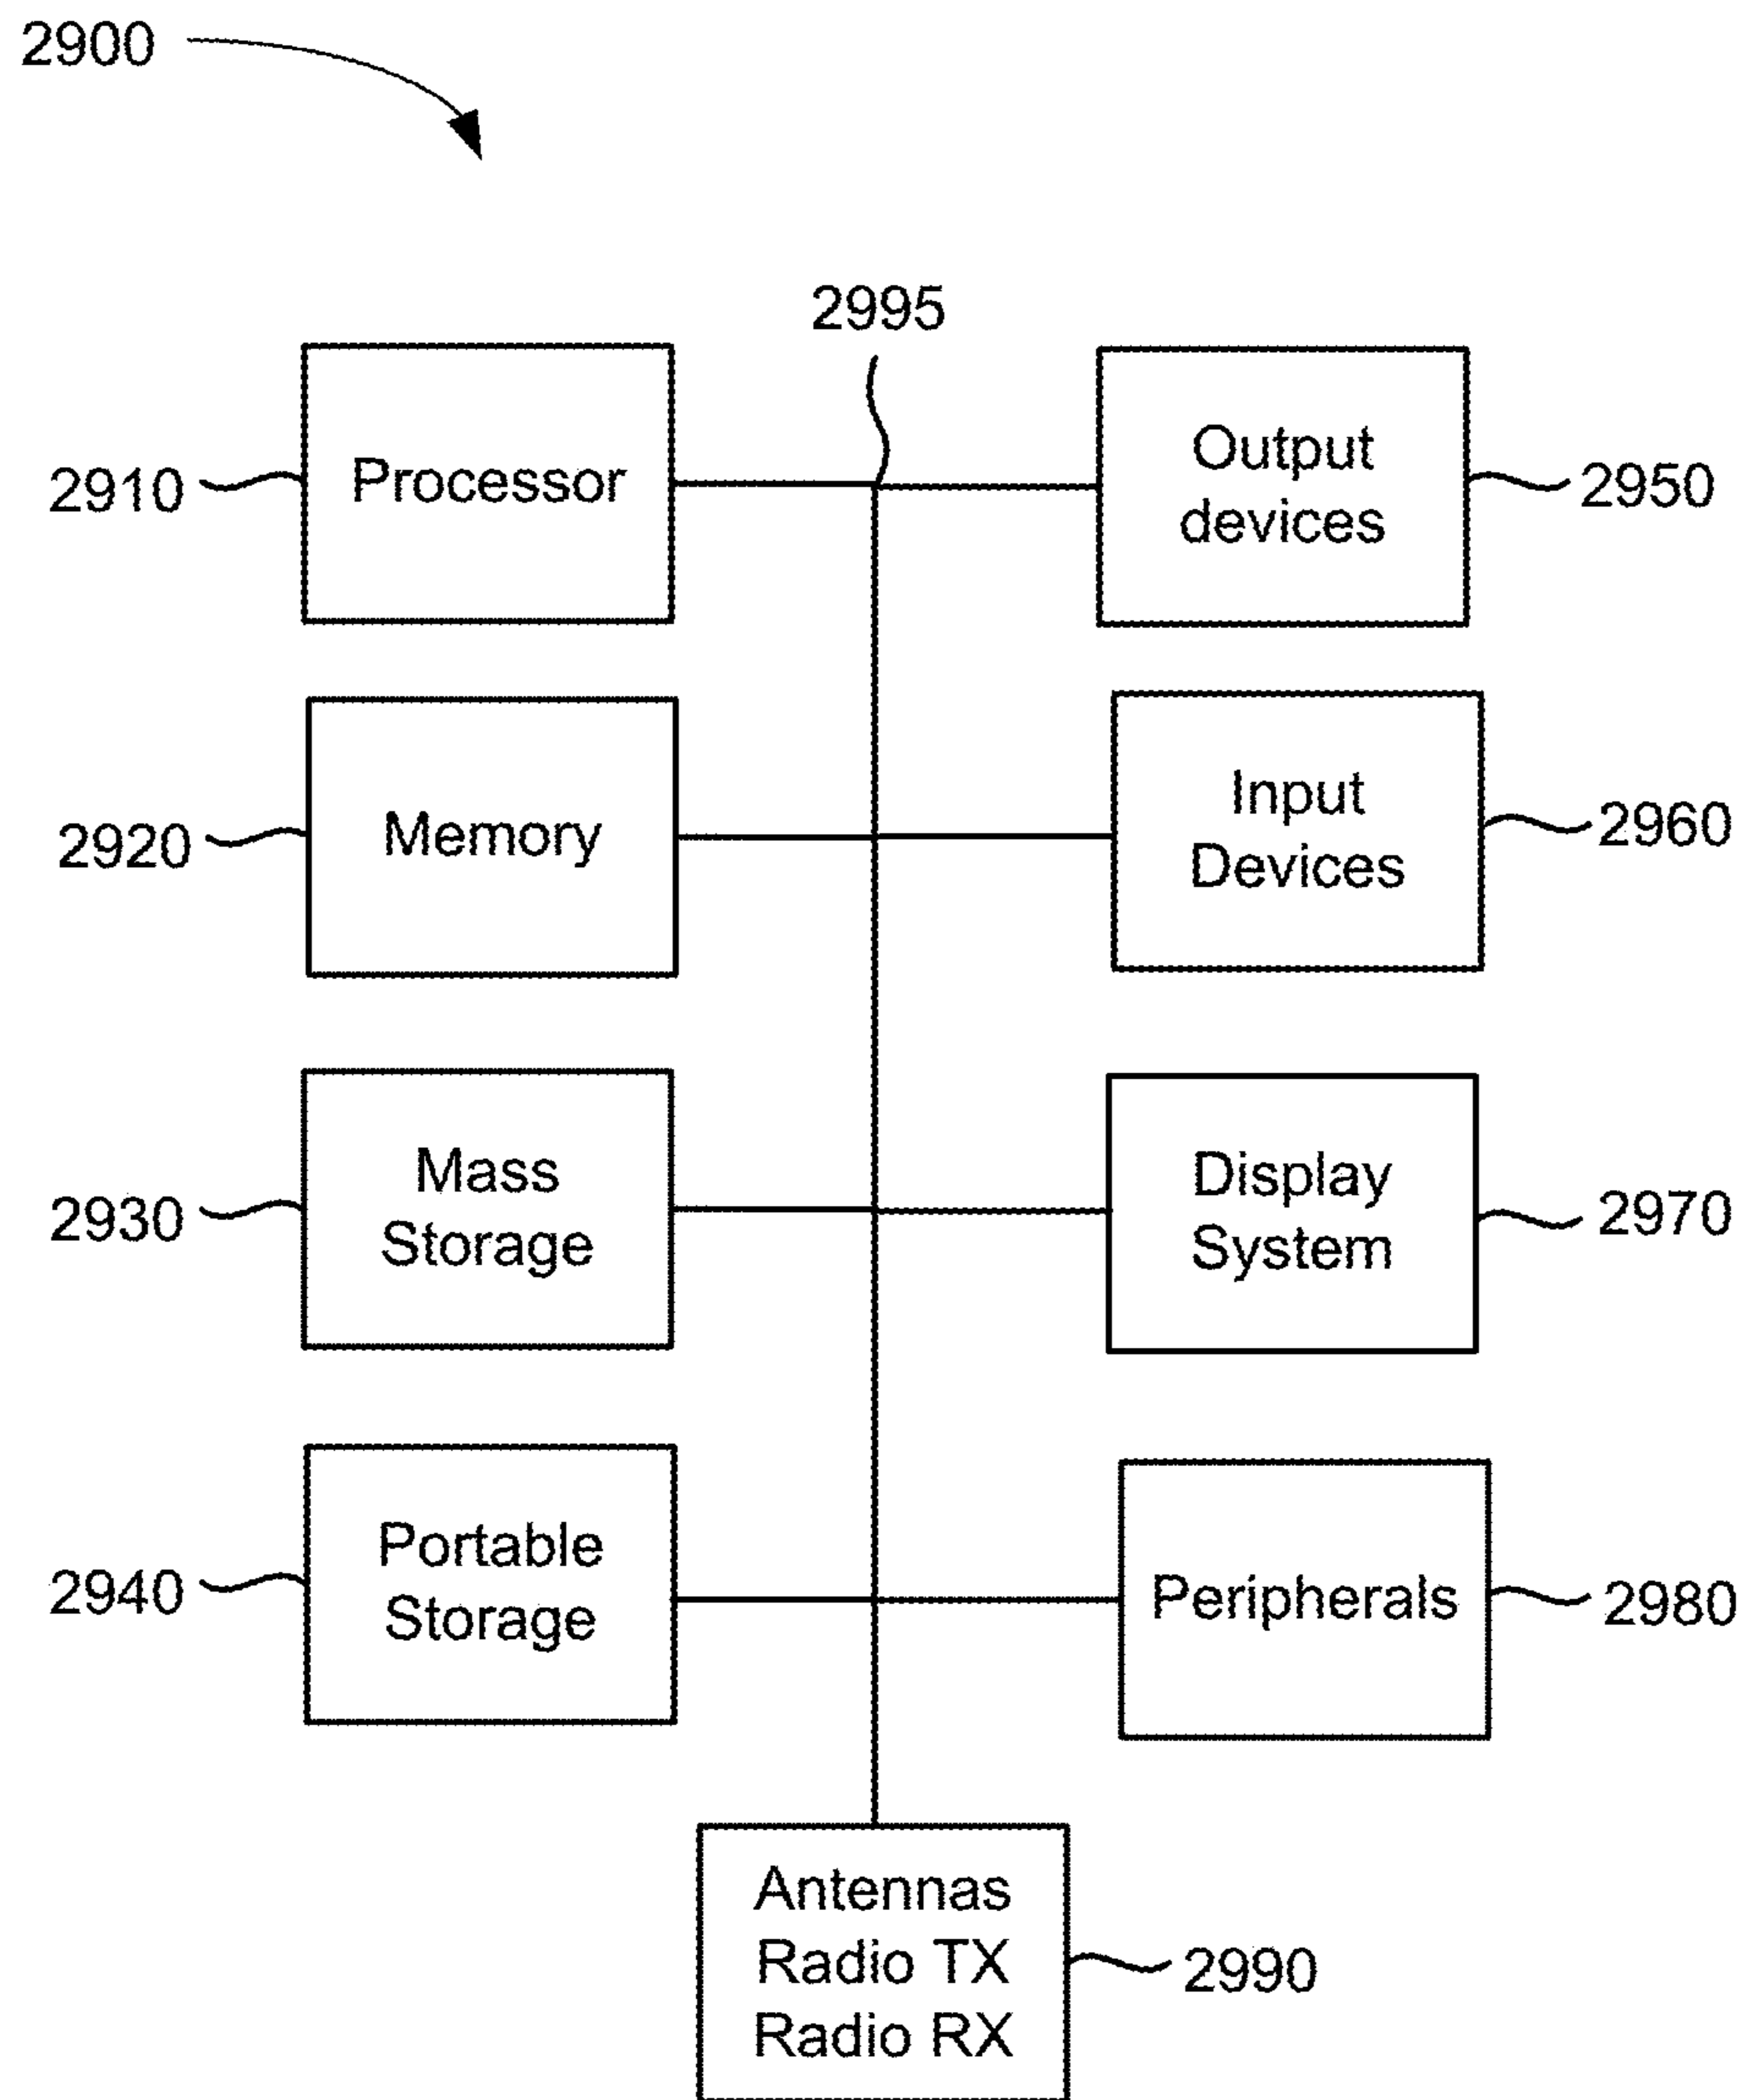 2900
2995
2910
Processor
Output
devices
2950
2920
Memory
Input
Devices
2960
2930
Mass
Storage
Display
System
2970
2940
Portable
Storage
Peripherals
2980
Antennas
Radio TX
Radio RX
2990